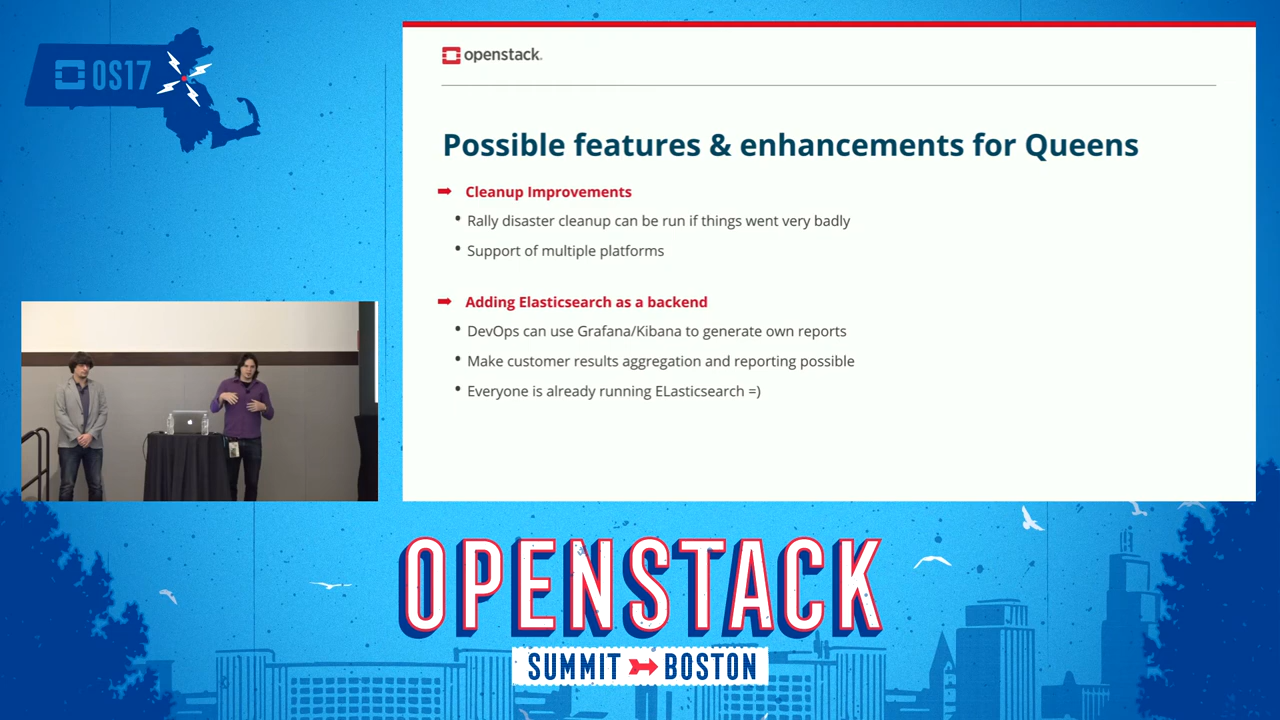 OS17
openstack.
Possible features & enhancements for Queens
Cleanup Improvements
• Rally disaster cleanup can be run if things went very badly
• Support of multiple platforms
Adding Elasticsearch as a backend
• DevOps can use Grafana/Kibana to generate own reports
• Make customer results aggregation and reporting possible
• Everyone is already running ELasticsearch =)
OPENSTACK
SUMMIT BOSTON